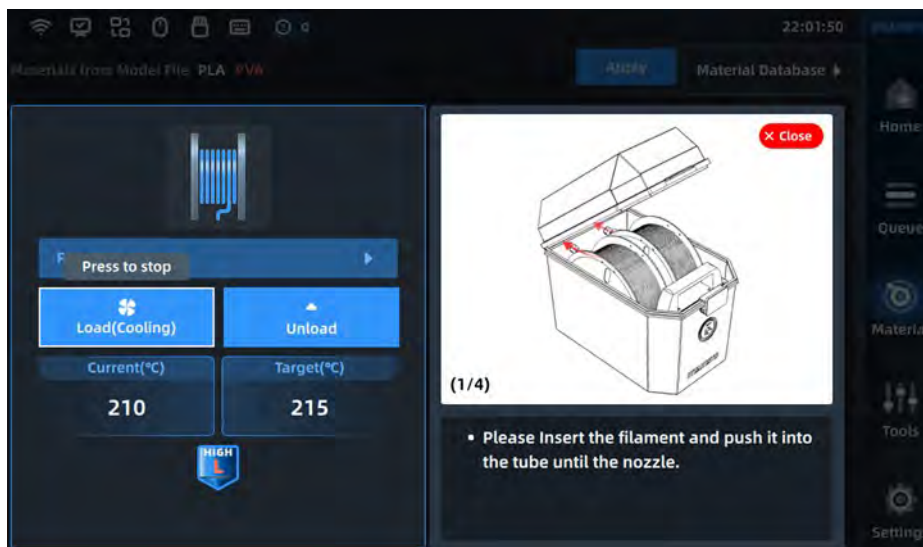 22:01:50
Materials from Model File PLA PVA
Apply
Material Database
Press to stop
Load(Cooling)
Unload
Current(°C)
Target(°C)
210
215
HIGH
L
× Close
(1/4)
• Please Insert the filament and push it into
the tube until the nozzle.
Home
Queue
Material
Tools
Setting